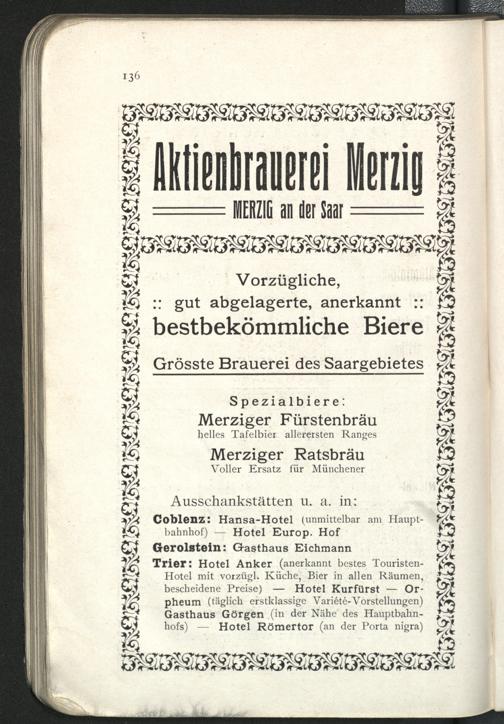 136
Aktienbrauerei Merzig
MERZIG an der Saar
Vorzügliche,
:: gut abgelagerte, anerkannt ::
bestbekömmliche Biere
Grösste Brauerei des Saargebietes
Spezialbiere:
Merziger Fürstenbräu
helles Tafelbier allerersten Ranges
Merziger Ratsbräu
Voller Ersatz für Münchener
Ausschankstätten u. a. in:
Coblenz: Hansa-Hotel (unmittelbar am Haupt-
bahnhof) — Hotel Europ. Hof
Gerolstein: Gasthaus Eichmann
Trier: Hotel Anker (anerkannt bestes Touristen-
Hotel mit vorzügl. Küche, Bier in allen Räumen,
bescheidene Preise) — Hotel Kurfürst — Or-
pheum (täglich erstklassige Variété-Vorstellungen)
Gasthaus Görgen (in der Nähe des Hauptbahn-
hofs) — Hotel Römertor (an der Porta nigra)